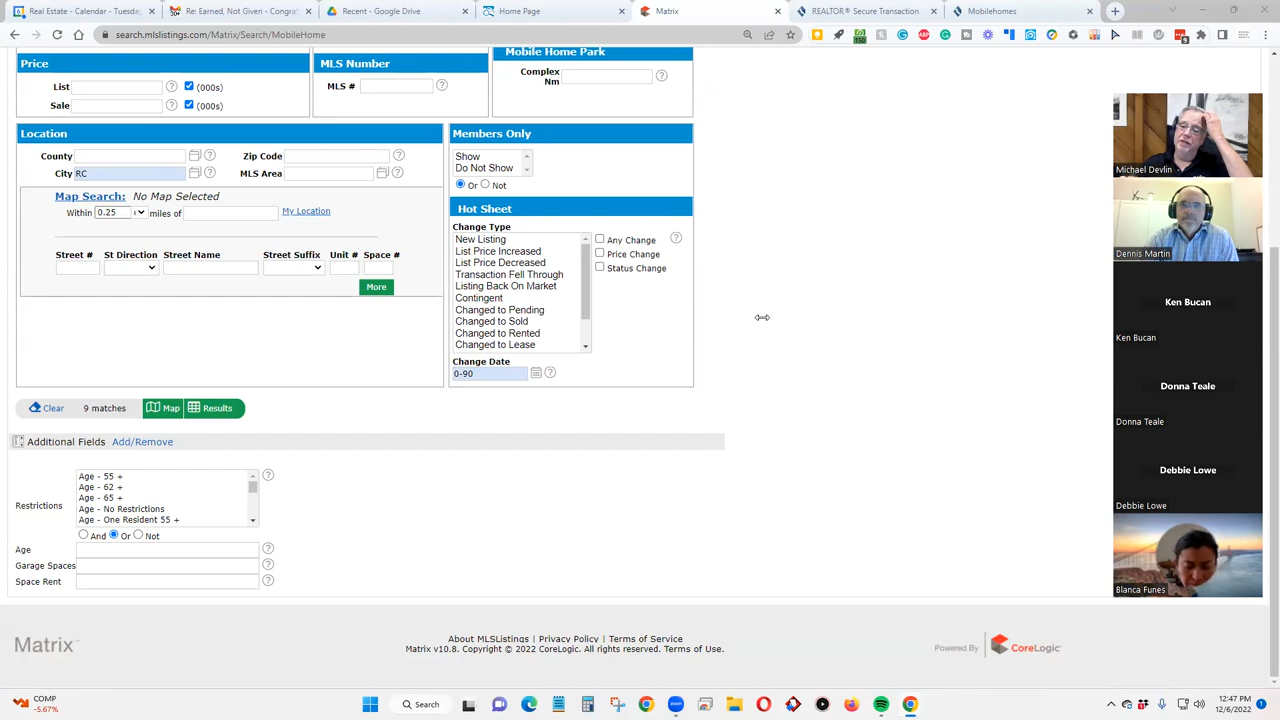 Real Estate - Calendar - Tuesda
Re: Earned, Not Given - Congra
Recent - Google Drive
Home Page
Matrix
REALTOR® Secure Transaction
Mobilehomes
search.mlslistings.com/Matrix/Search/MobileHome
Price
MLS Number
Mobile Home Park
List
(000s)
Sale
(000s)
MLS #
Complex
Nm
Location
County
Zip Code
City RC
MLS Area
Map Search: No Map Selected
Within 0.25 miles of My Location
Street # St Direction Street Name Street Suffix Unit # Space #
More
Members Only
Show
Do Not Show
Or Not
Hot Sheet
Change Type
New Listing
List Price Increased
List Price Decreased
Transaction Fell Through
Listing Back On Market
Contingent
Changed to Pending
Changed to Sold
Changed to Rented
Changed to Lease
Any Change
Price Change
Status Change
Change Date
0-90
Clear 9 matches Map Results
Additional Fields Add/Remove
Restrictions
Age - 55 +
Age - 62 +
Age - 65 +
Age - No Restrictions
Age - One Resident 55 +
And Or Not
Age
Garage Spaces
Space Rent
Matrix
About MLSListings | Privacy Policy | Terms of Service
Matrix v10.8. Copyright © 2022 CoreLogic. All rights reserved. Terms of Use.
Powered By CoreLogic
Michael Devlin
Dennis Martin
Ken Bucan
Ken Bucan
Donna Teale
Donna Teale
Debbie Lowe
Debbie Lowe
Blanca Funes
COMP
-5.67%
Search
12:47 PM
12/6/2022